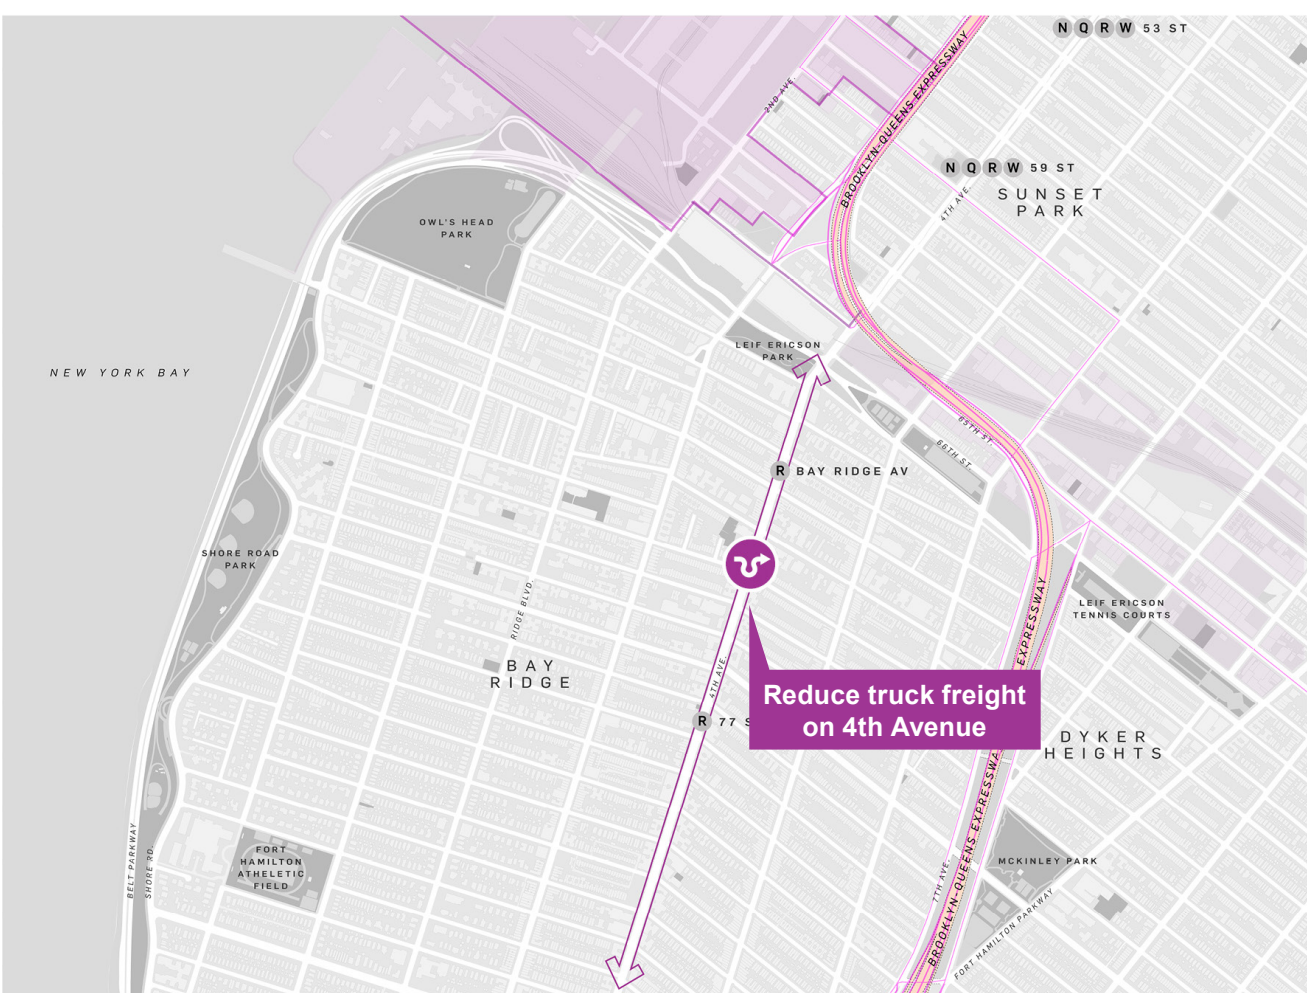 N Q R W 53 ST
2ND AVE.
BROOKLYN-QUEENS EXPRESSWAY
N Q R W 59 ST
SUNSET
PARK
4TH AVE.
OWL'S HEAD
PARK
LEIF ERICSON
PARK
NEW YORK BAY
65TH ST.
66TH ST.
R BAY RIDGE AV
SHORE ROAD
PARK
RIDGE BLVD.
EXPRESSWAY
LEIF ERICSON
TENNIS COURTS
BAY
RIDGE
4TH AVE.
Reduce truck freight
on 4th Avenue
R 77 S
DYKER
HEIGHTS
BROOKLYN-QUEENS EXPRESSWA
FORT
HAMILTON
ATHELETIC
FIELD
BELT PARKWAY
SHORE RD.
MCKINLEY PARK
7TH AVE.
FORT HAMILTON PARKWAY